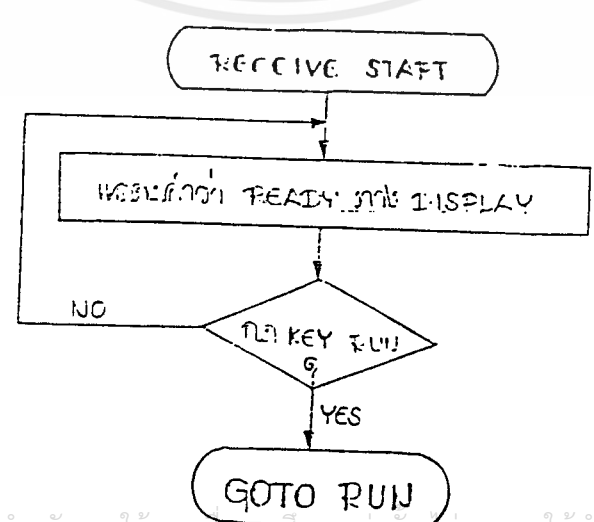 RECEIVE START
แสดงคำว่า READY ทาง DISPLAY
กด KEY RUN
?
NO
YES
GOTO RUN